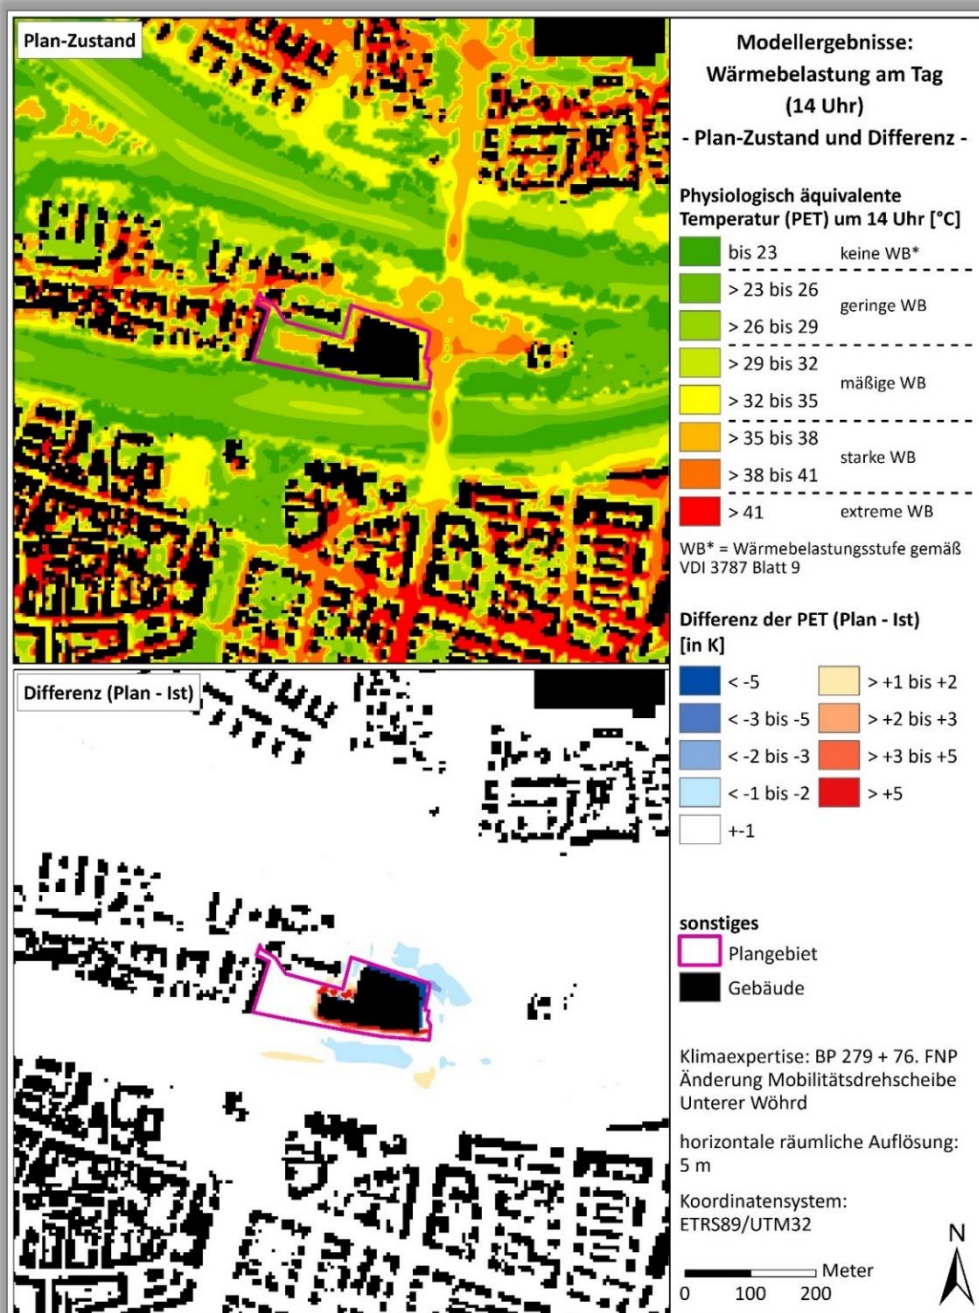 Plan-Zustand
Modellergebnisse:
Wärmebelastung am Tag
(14 Uhr)
- Plan-Zustand und Differenz -
Physiologisch äquivalente
Temperatur (PET) um 14 Uhr [°C]
bis 23 keine WB*
> 23 bis 26
geringe WB
> 26 bis 29
> 29 bis 32
mäßige WB
> 32 bis 35
> 35 bis 38
starke WB
> 38 bis 41
> 41 extreme WB
WB* = Wärmebelastungsstufe gemäß
VDI 3787 Blatt 9
Differenz der PET (Plan - Ist)
[in K]
< -5 > +1 bis +2
< -3 bis -5 > +2 bis +3
< -2 bis -3 > +3 bis +5
< -1 bis -2 > +5
+-1
Differenz (Plan - Ist)
sonstiges
Plangebiet
Gebäude
Klimaexpertise: BP 279 + 76. FNP
Änderung Mobilitätsdrehscheibe
Unterer Wöhrd
horizontale räumliche Auflösung:
5 m
Koordinatensystem:
ETRS89/UTM32
N
Meter
0 100 200